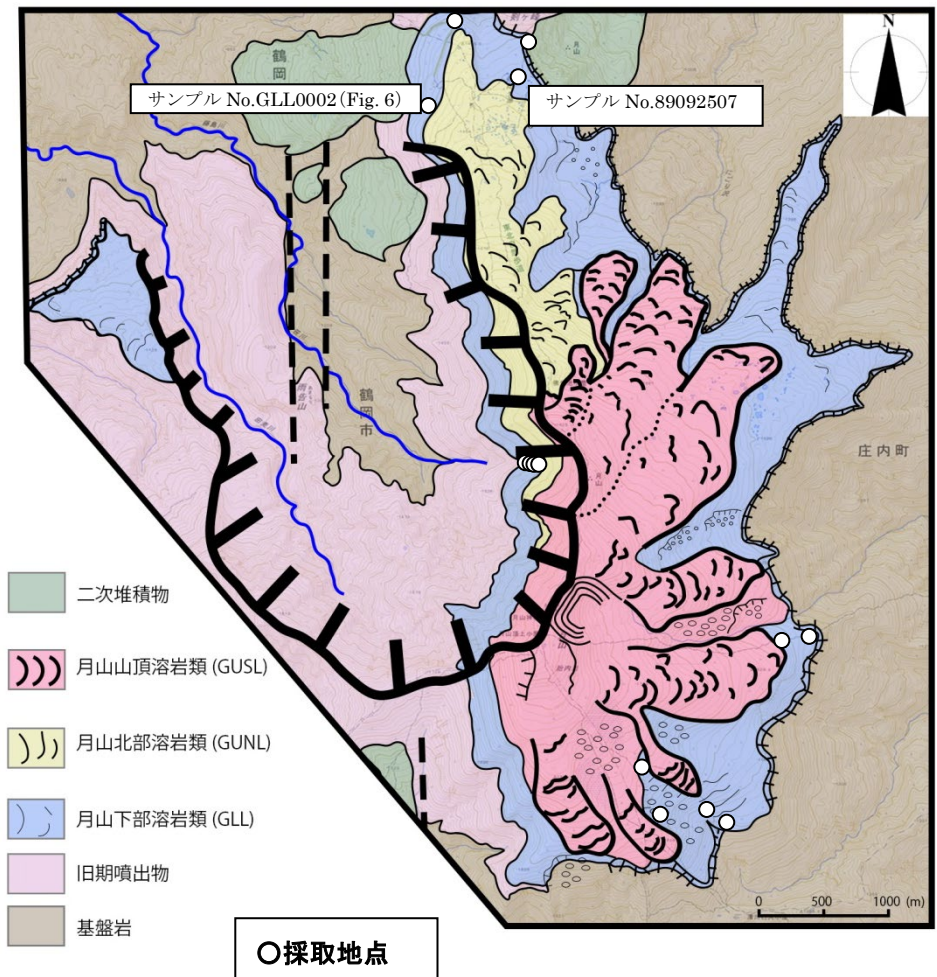 N
鶴岡
サンプル No.GLL0002(Fig. 6)
サンプル No.89092507
鶴岡市
庄内町
二次堆積物
月山山頂溶岩類 (GUSL)
月山北部溶岩類 (GUNL)
月山下部溶岩類 (GLL)
旧期噴出物
基盤岩
0 500 1000 (m)
○採取地点